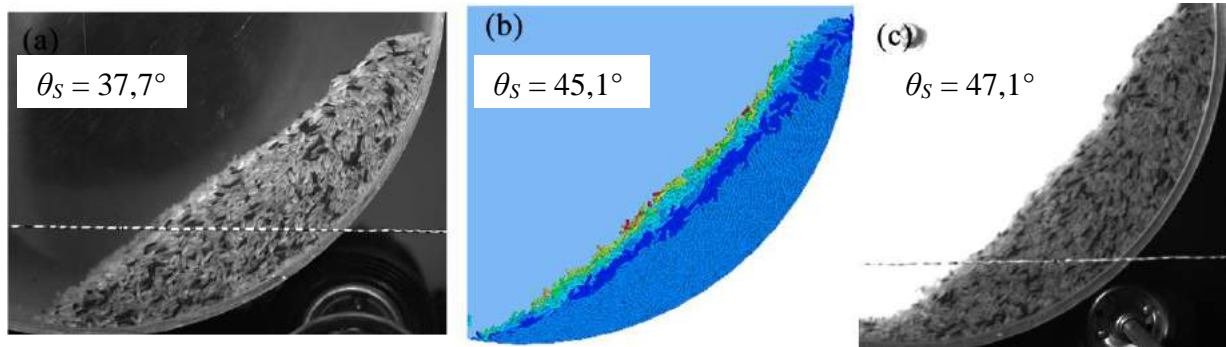 (a)
θS = 37,7°
(b)
θS = 45,1°
(c)
θS = 47,1°